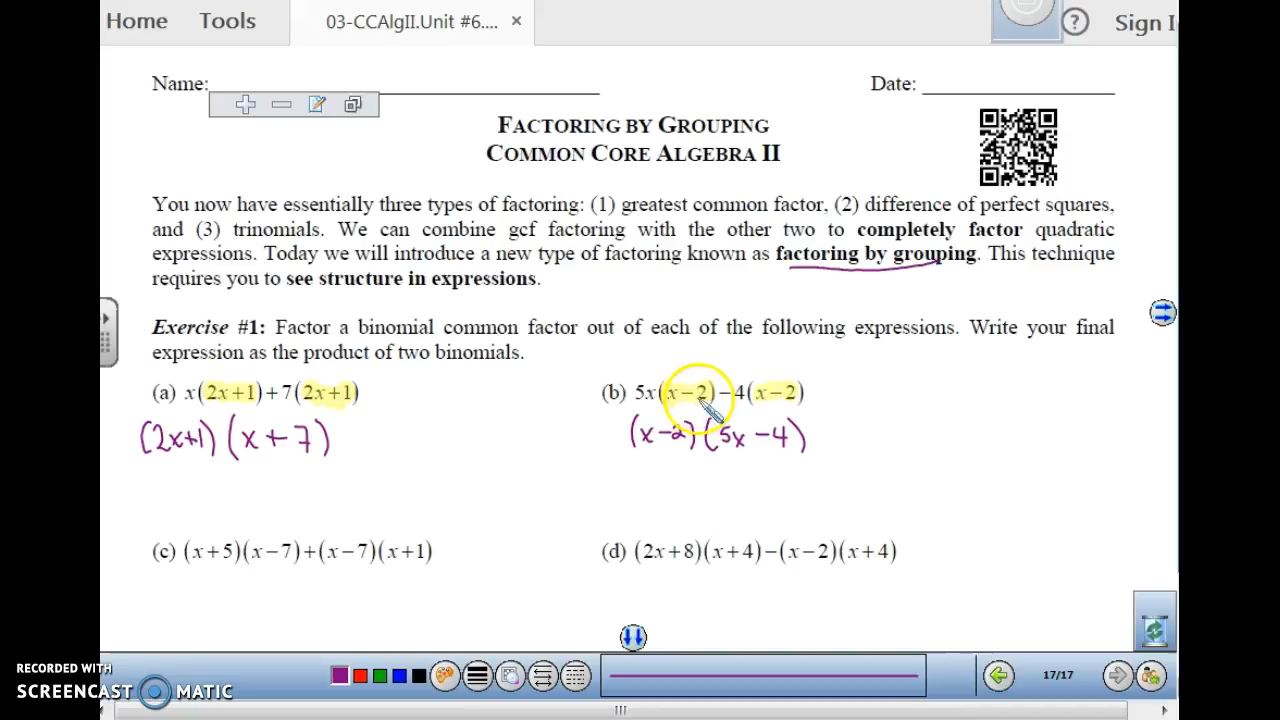 Home Tools 03-CCAlgII.Unit #6.... × ? Sign I
Name: Date:
FACTORING BY GROUPING
COMMON CORE ALGEBRA II
You now have essentially three types of factoring: (1) greatest common factor, (2) difference of perfect squares,
and (3) trinomials. We can combine gcf factoring with the other two to completely factor quadratic
expressions. Today we will introduce a new type of factoring known as factoring by grouping. This technique
requires you to see structure in expressions.
Exercise #1: Factor a binomial common factor out of each of the following expressions. Write your final
expression as the product of two binomials.
(a) x(2x+1)+7(2x+1) (b) 5x(x−2)−4(x−2)
(2x+1)(x+7) (x−2)(5x−4)
(c) (x+5)(x−7)+(x−7)(x+1) (d) (2x+8)(x+4)−(x−2)(x+4)
17/17
RECORDED WITH
SCREENCAST MATIC